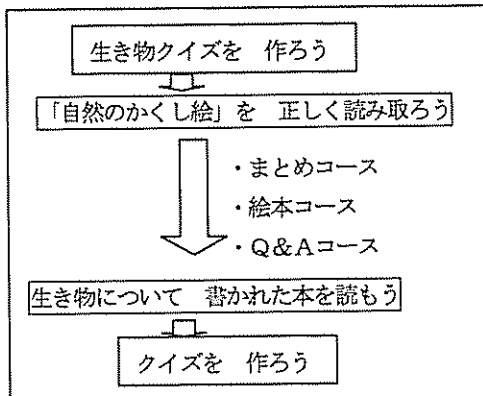 生き物クイズを　作ろう
「自然のかくし絵」を　正しく読み取ろう
・まとめコース
・絵本コース
・Q＆Aコース
生き物について　書かれた本を読もう
クイズを　作ろう